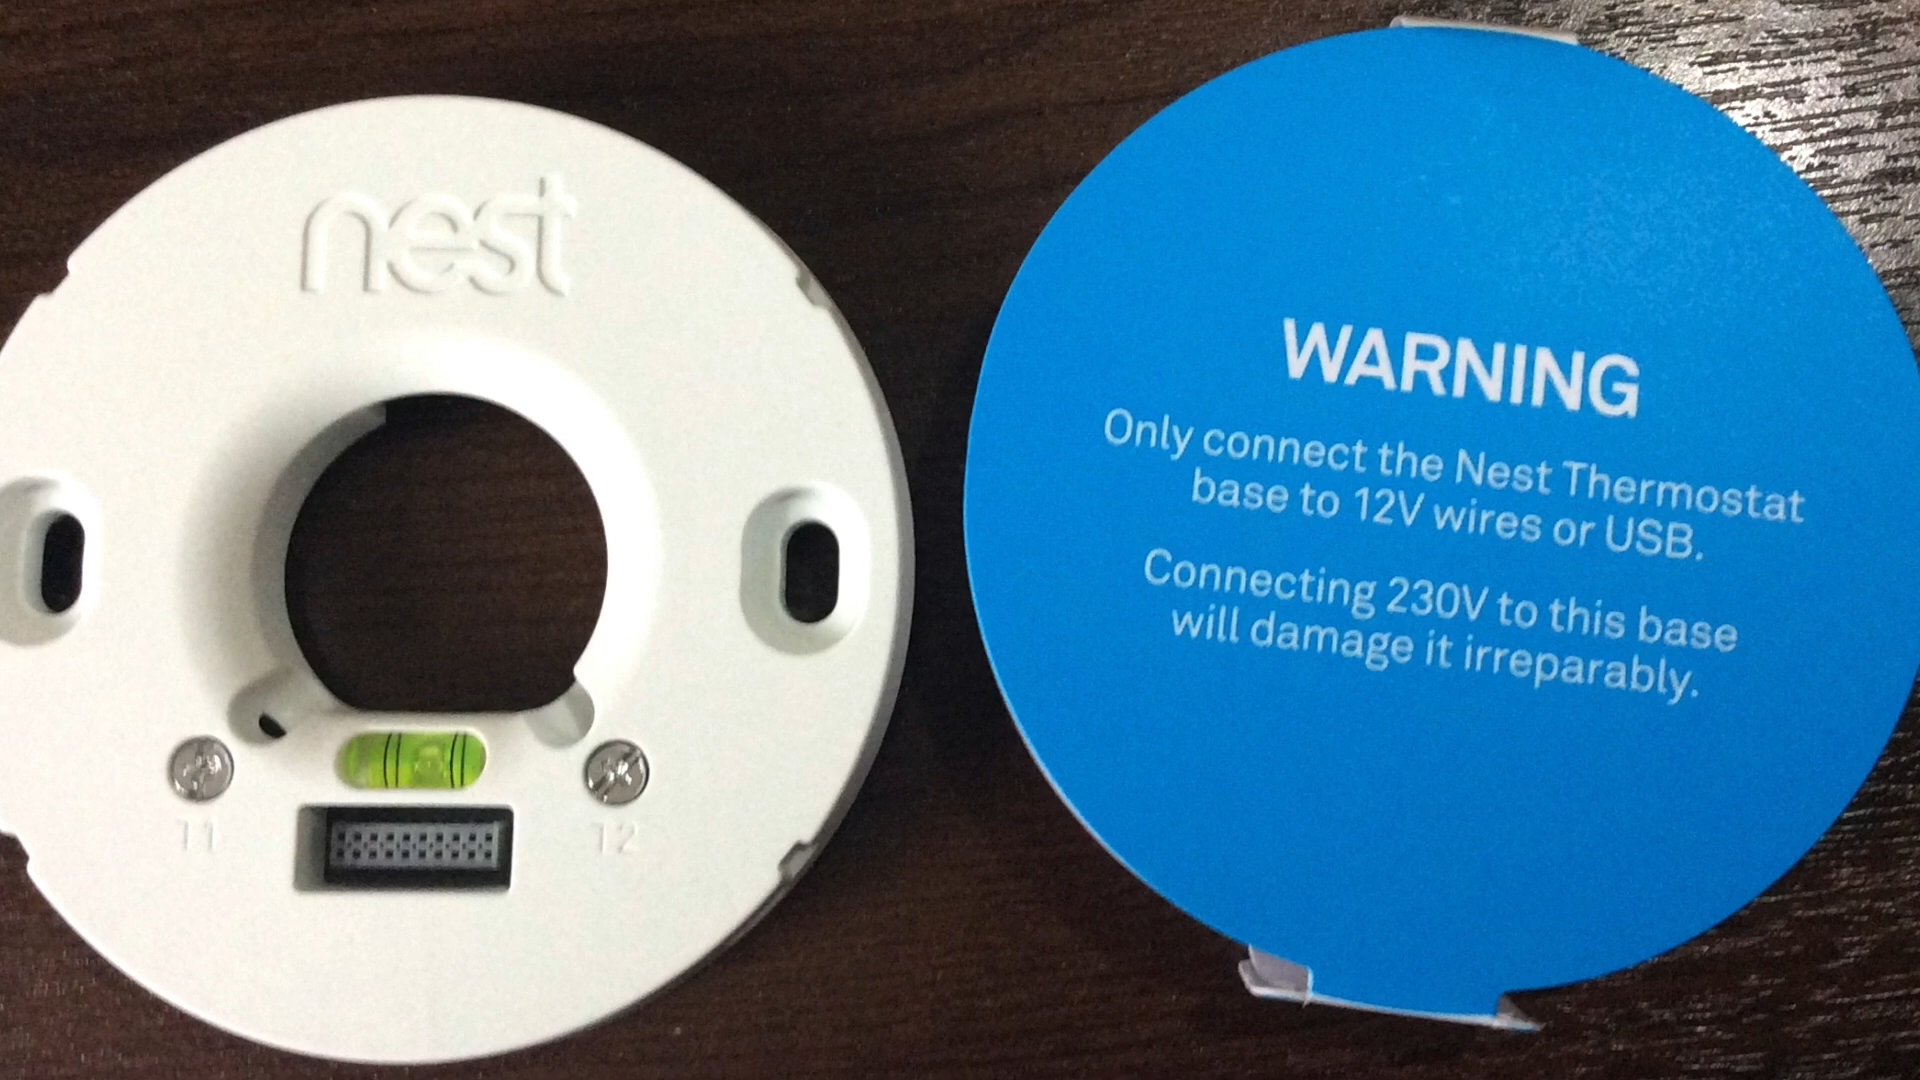 nest
T1
T2
WARNING
Only connect the Nest Thermostat
base to 12V wires or USB.
Connecting 230V to this base
will damage it irreparably.